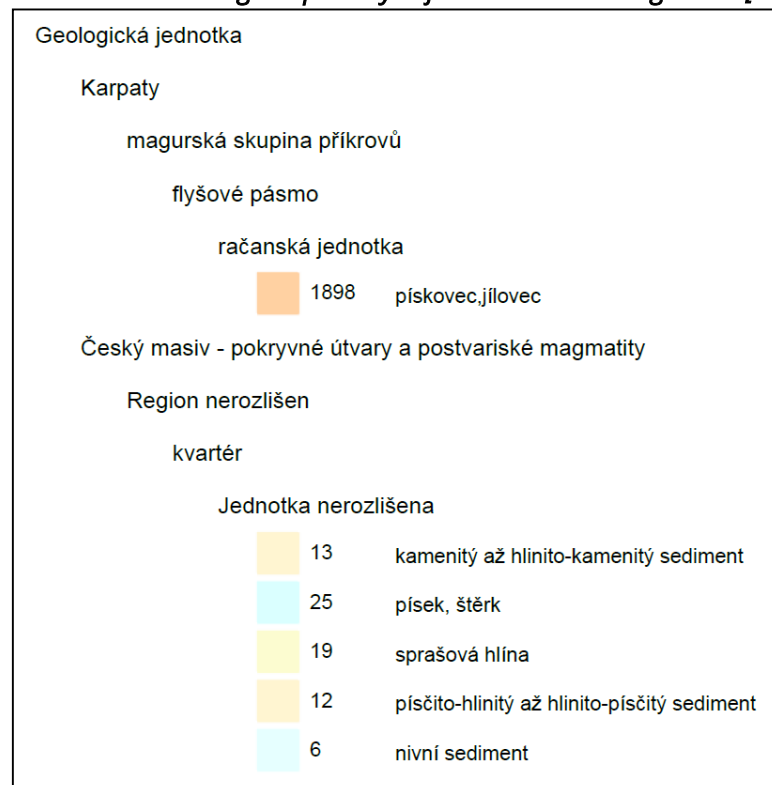 Geologická jednotka
Karpaty
magurská skupina příkrovů
flyšové pásmo
račanská jednotka
1898 pískovec,jílovec
Český masiv - pokryvné útvary a postvariské magmatity
Region nerozlišen
kvartér
Jednotka nerozlišena
13 kamenitý až hlinito-kamenitý sediment
25 písek, štěrk
19 sprašová hlína
12 písčito-hlinitý až hlinito-písčitý sediment
6 nivní sediment